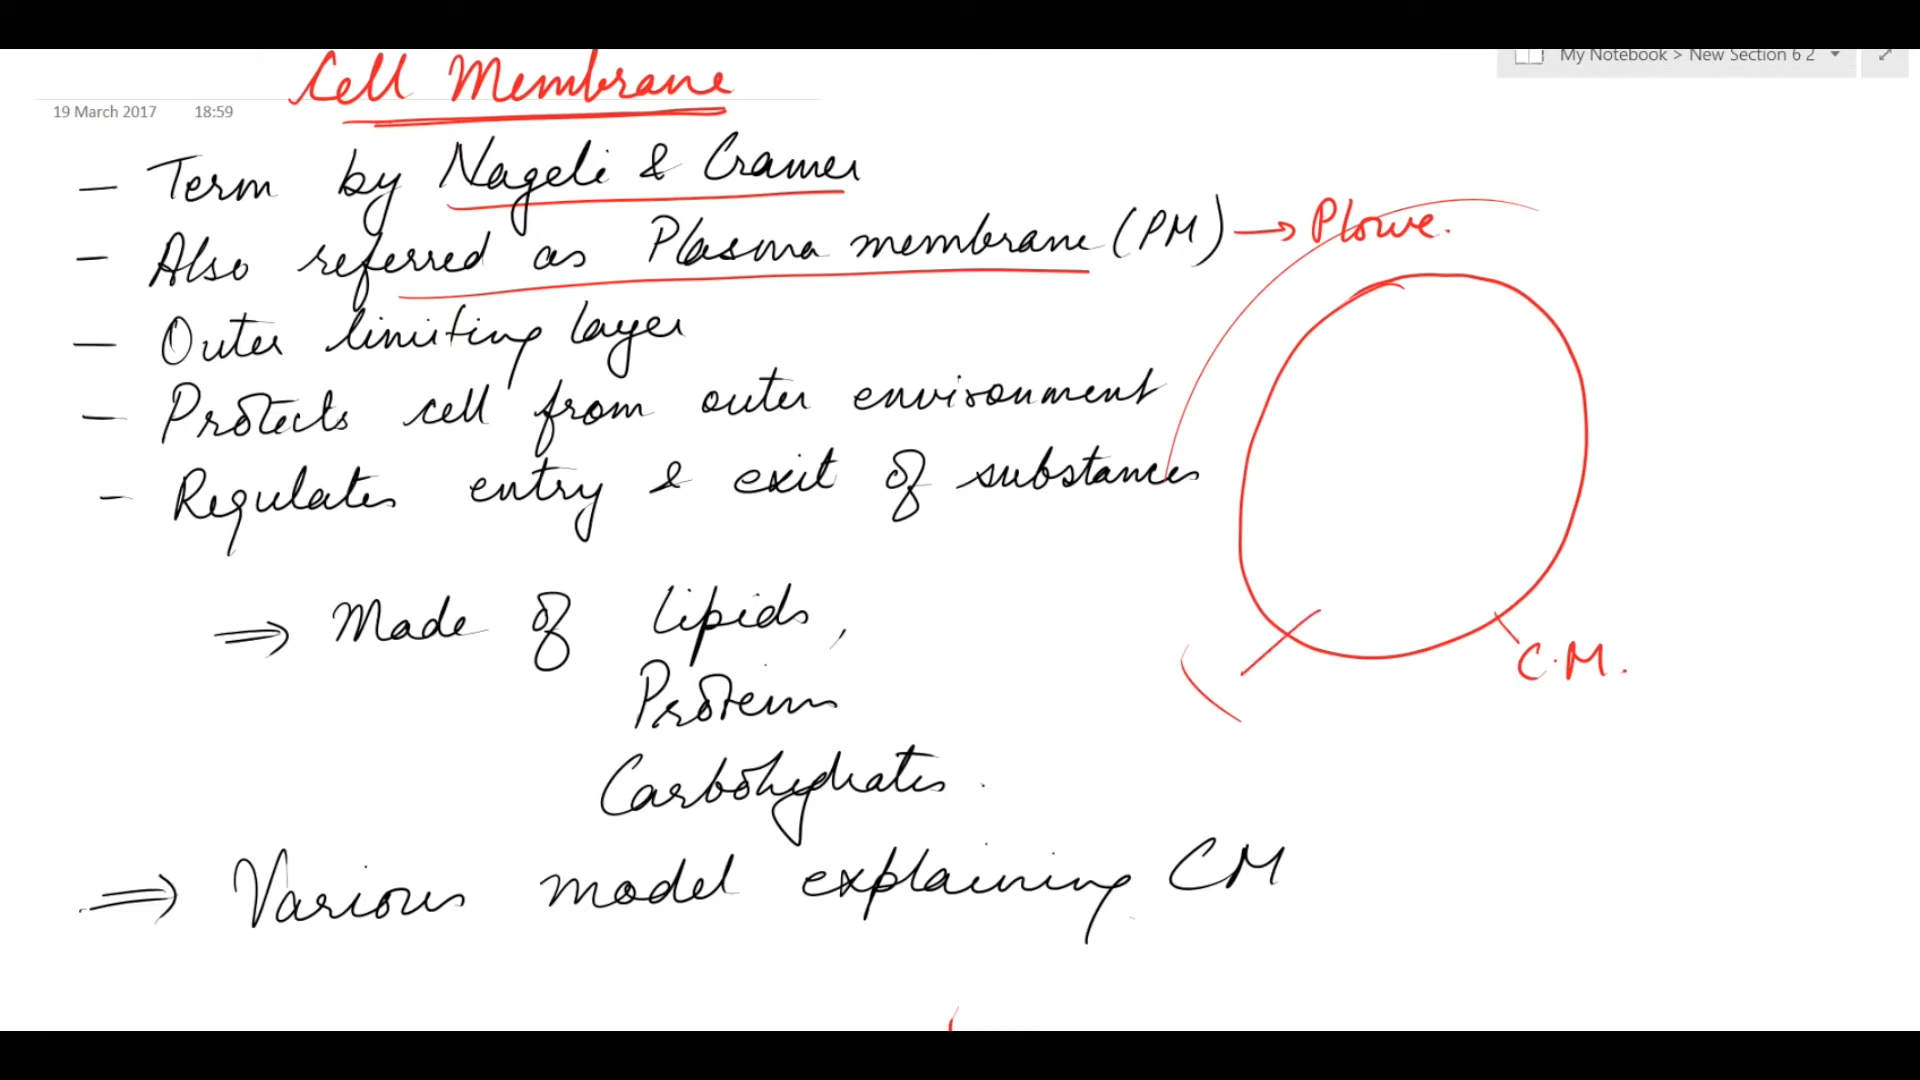 My Notebook > New Section 6 2
Cell Membrane
19 March 2017 18:59
- Term by Nageli & Cramer
- Also referred as Plasma membrane (PM) → Plowe.
- Outer limiting layer
- Protects cell from outer environment
- Regulates entry & exit of substances
⇒ Made of lipids,
Proteins
Carbohydrates.
C.M.
⇒ Various model explaining CM